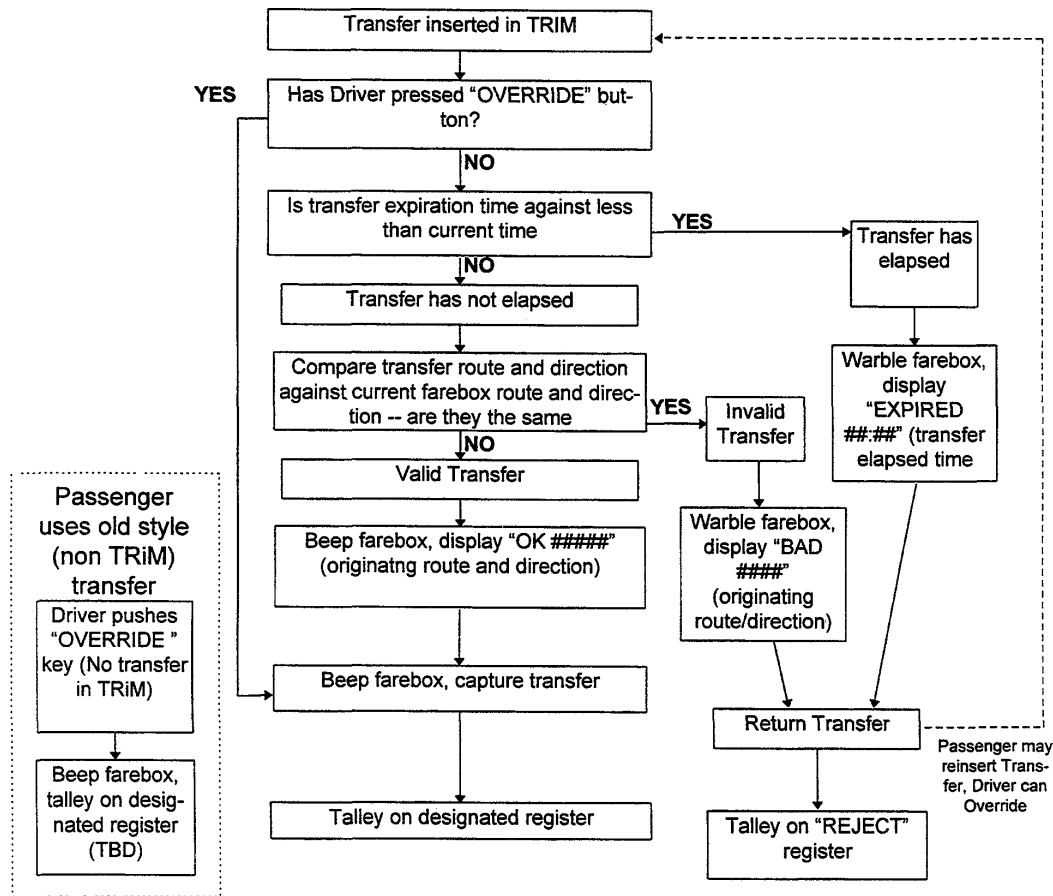 Transfer inserted in TRIM
YES
Has Driver pressed “OVERRIDE” but-
ton?
NO
Is transfer expiration time against less
than current time
YES
Transfer has
elapsed
NO
Transfer has not elapsed
Compare transfer route and direction
against current farebox route and direc-
tion -- are they the same
YES
Invalid
Transfer
Warble farebox,
display
“EXPIRED
##:##” (transfer
elapsed time
NO
Valid Transfer
Beep farebox, display “OK #####”
(originatng route and direction)
Warble farebox,
display “BAD
####”
(originating
route/direction)
Passenger
uses old style
(non TRiM)
transfer
Driver pushes
“OVERRIDE ”
key (No transfer
in TRiM)
Beep farebox,
talley on desig-
nated register
(TBD)
Beep farebox, capture transfer
Talley on designated register
Return Transfer
Passenger may
reinsert Trans-
fer, Driver can
Override
Talley on “REJECT”
register